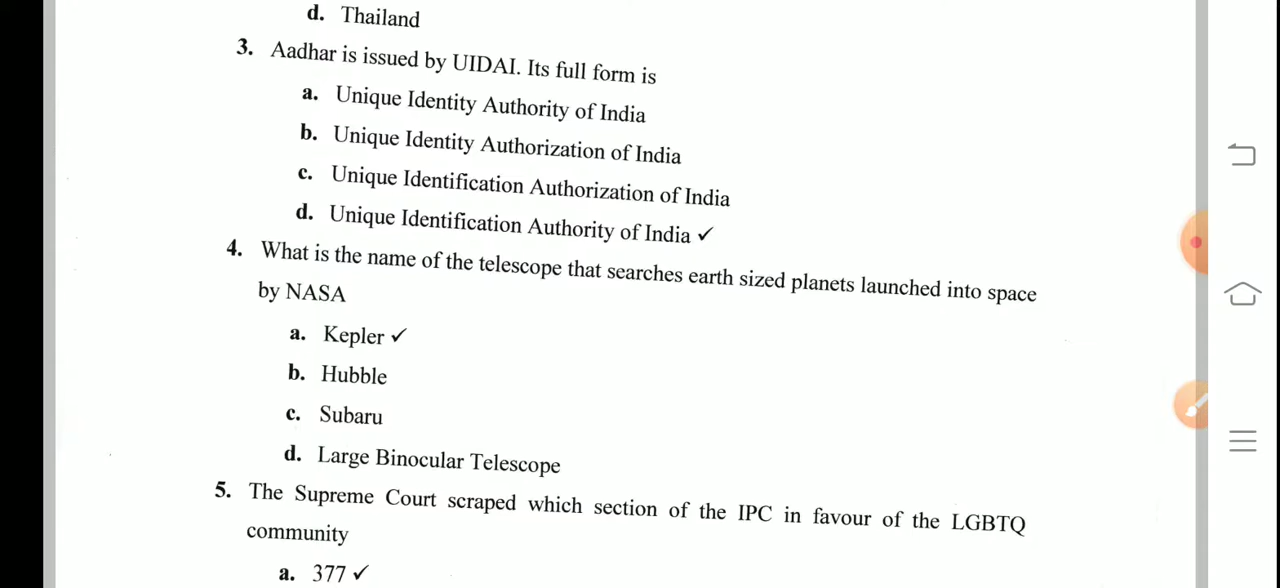 d. Thailand
3. Aadhar is issued by UIDAI. Its full form is
a. Unique Identity Authority of India
b. Unique Identity Authorization of India
c. Unique Identification Authorization of India
d. Unique Identification Authority of India ✓
4. What is the name of the telescope that searches earth sized planets launched into space
by NASA
a. Kepler ✓
b. Hubble
c. Subaru
d. Large Binocular Telescope
5. The Supreme Court scraped which section of the IPC in favour of the LGBTQ
community
a. 377 ✓